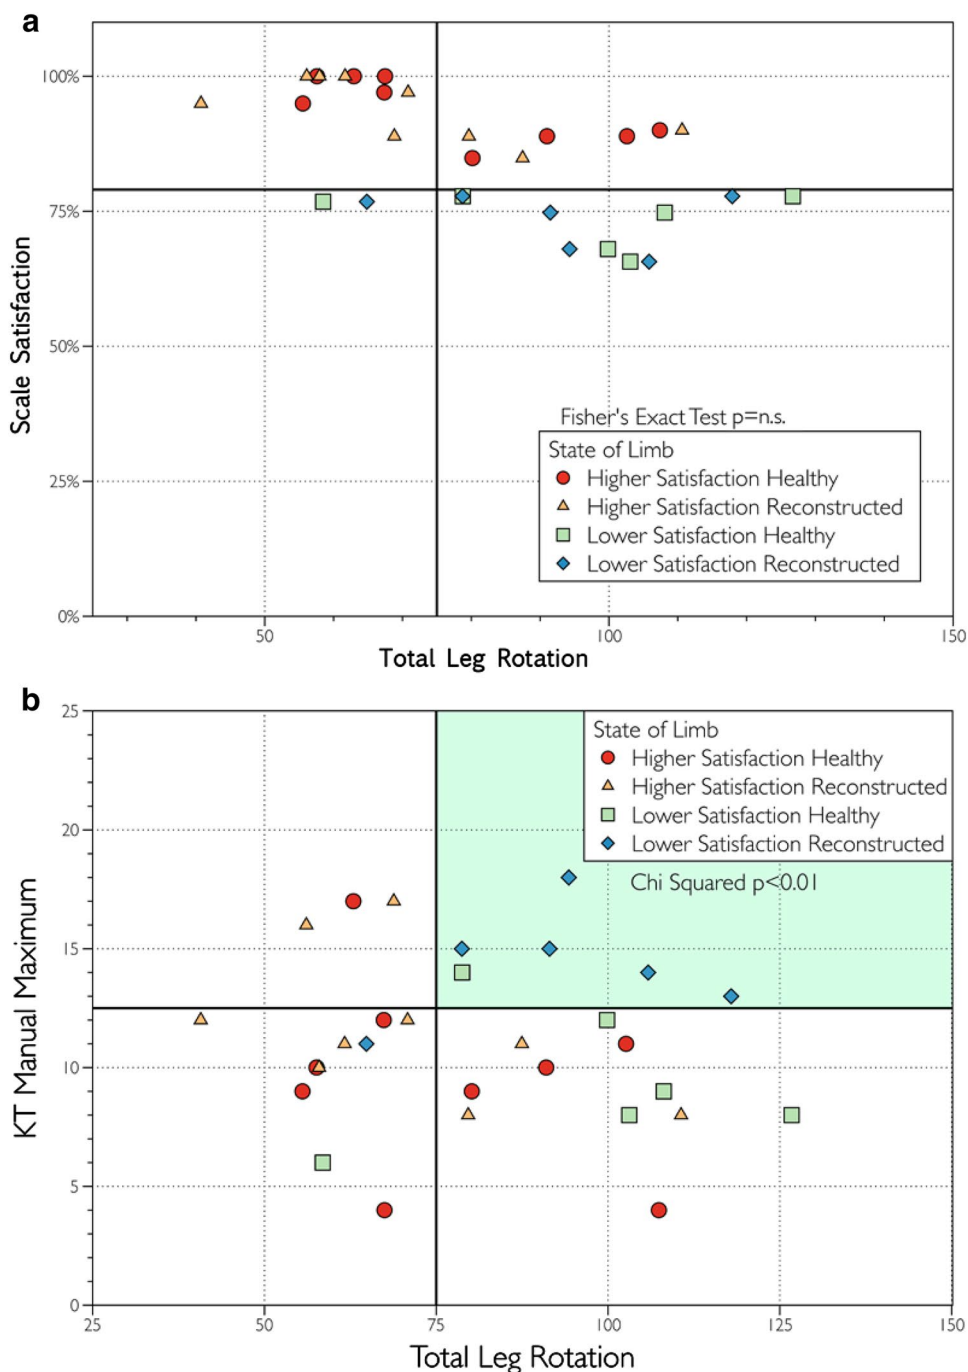 a
100%
75%
50%
25%
0%
Scale Satisfaction
Fisher's Exact Test p=n.s.
State of Limb
Higher Satisfaction Healthy
Higher Satisfaction Reconstructed
Lower Satisfaction Healthy
Lower Satisfaction Reconstructed
50 100 150
Total Leg Rotation
b
25
20
15
10
5
0
KT Manual Maximum
State of Limb
Higher Satisfaction Healthy
Higher Satisfaction Reconstructed
Lower Satisfaction Healthy
Lower Satisfaction Reconstructed
Chi Squared p<0.01
25 50 75 100 125 150
Total Leg Rotation